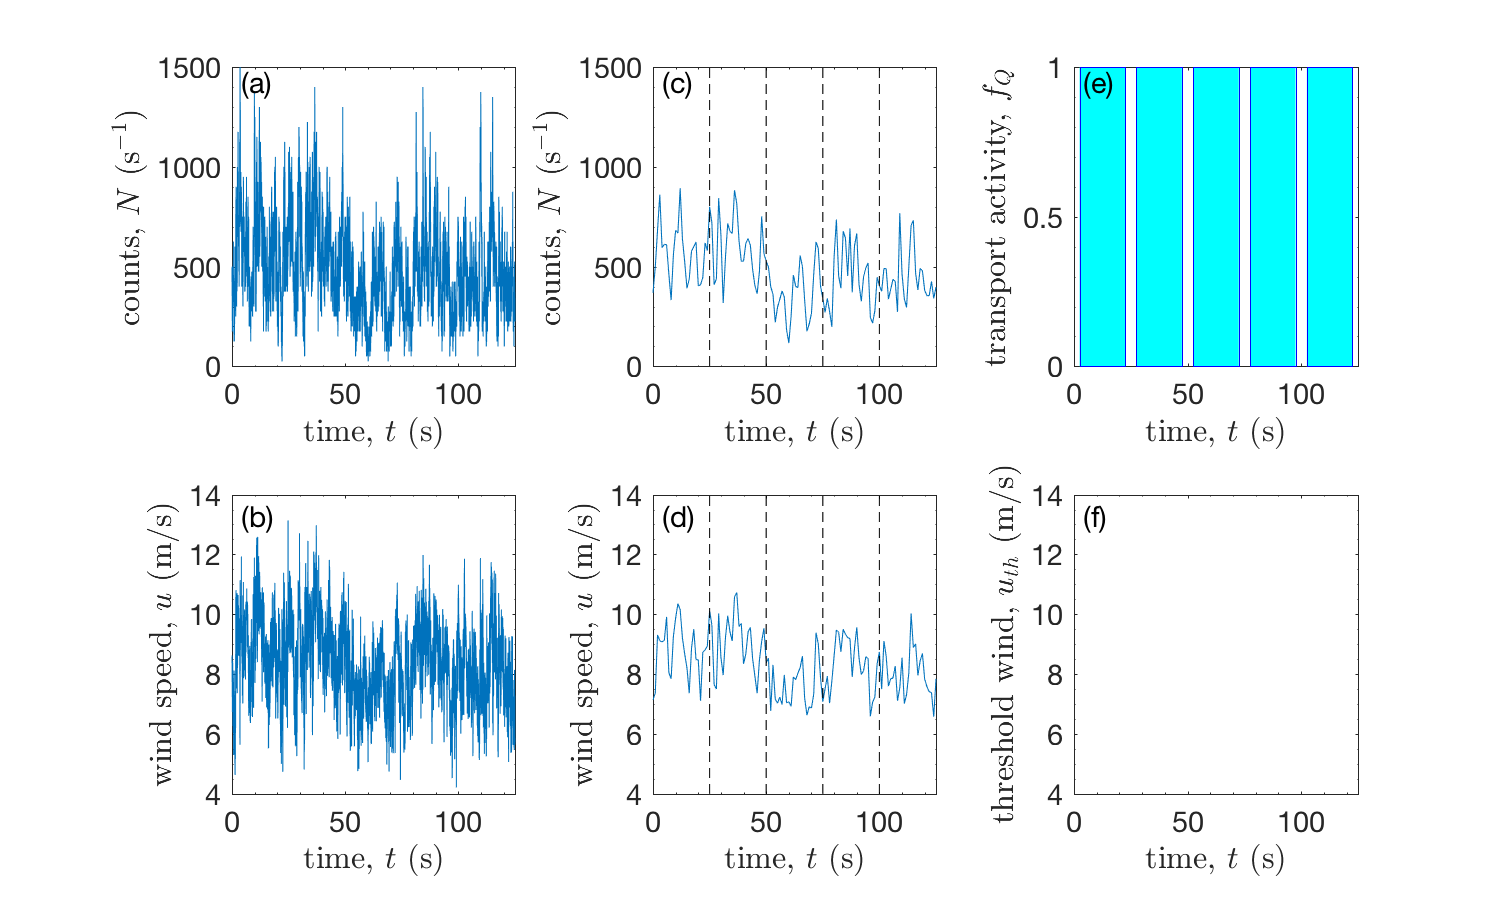 (a)
1500
1000
500
0
0 50 100
counts, N (s⁻¹)
time, t (s)
(c)
1500
1000
500
0
0 50 100
counts, N (s⁻¹)
time, t (s)
(e)
1
0.5
0
0 50 100
transport activity, f_Q
time, t (s)
(b)
14
12
10
8
6
4
0 50 100
wind speed, u (m/s)
time, t (s)
(d)
14
12
10
8
6
4
0 50 100
wind speed, u (m/s)
time, t (s)
(f)
14
12
10
8
6
4
0 50 100
threshold wind, u_th (m/s)
time, t (s)